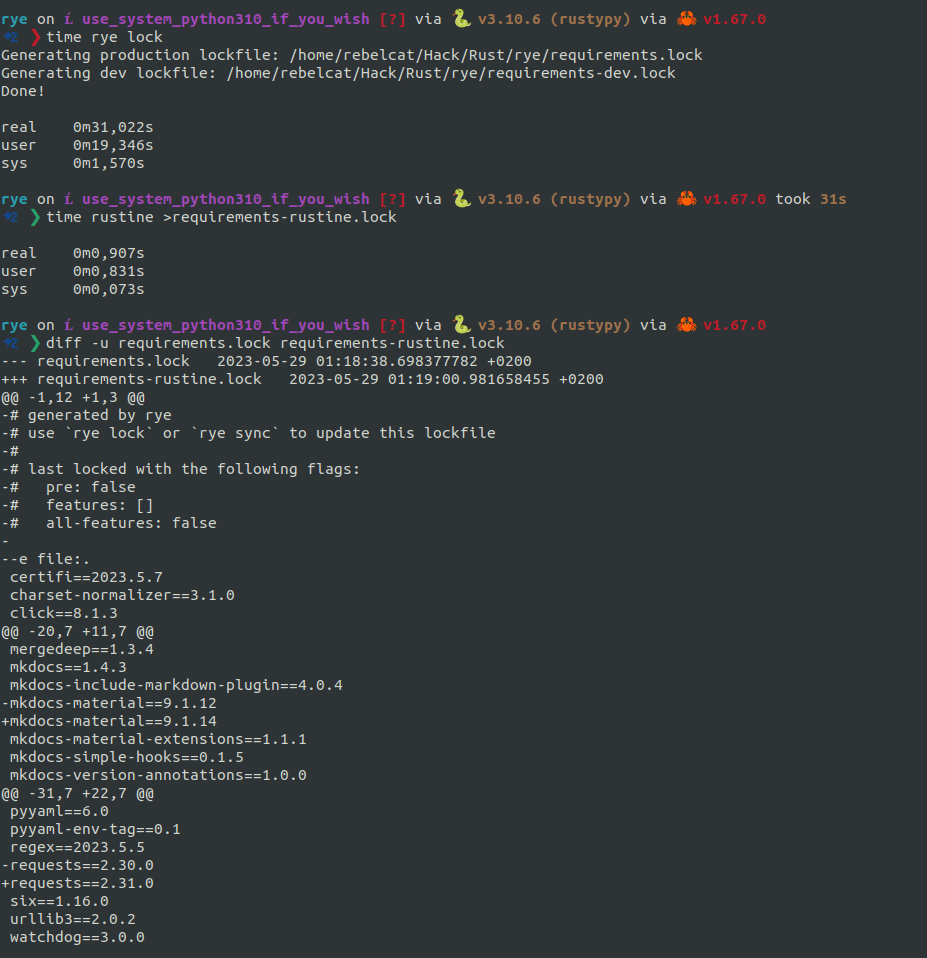 rye on use_system_python310_if_you_wish [?] via 🐍 v3.10.6 (rustypy) via 🦀 v1.67.0
✦2 ❯time rye lock
Generating production lockfile: /home/rebelcat/Hack/Rust/rye/requirements.lock
Generating dev lockfile: /home/rebelcat/Hack/Rust/rye/requirements-dev.lock
Done!
real    0m31,022s
user    0m19,346s
sys     0m1,570s
rye on use_system_python310_if_you_wish [?] via 🐍 v3.10.6 (rustypy) via 🦀 v1.67.0 took 31s
✦2 ❯time rustine >requirements-rustine.lock
real    0m0,907s
user    0m0,831s
sys     0m0,073s
rye on use_system_python310_if_you_wish [?] via 🐍 v3.10.6 (rustypy) via 🦀 v1.67.0
✦2 ❯diff -u requirements.lock requirements-rustine.lock
--- requirements.lock   2023-05-29 01:18:38.698377782 +0200
+++ requirements-rustine.lock   2023-05-29 01:19:00.981658455 +0200
@@ -1,12 +1,3 @@
-# generated by rye
-# use `rye lock` or `rye sync` to update this lockfile
-#
-# last locked with the following flags:
-#   pre: false
-#   features: []
-#   all-features: false
-
--e file:.
 certifi==2023.5.7
 charset-normalizer==3.1.0
 click==8.1.3
@@ -20,7 +11,7 @@
 mergedeep==1.3.4
 mkdocs==1.4.3
 mkdocs-include-markdown-plugin==4.0.4
-mkdocs-material==9.1.12
+mkdocs-material==9.1.14
 mkdocs-material-extensions==1.1.1
 mkdocs-simple-hooks==0.1.5
 mkdocs-version-annotations==1.0.0
@@ -31,7 +22,7 @@
 pyyaml==6.0
 pyyaml-env-tag==0.1
 regex==2023.5.5
-requests==2.30.0
+requests==2.31.0
 six==1.16.0
 urllib3==2.0.2
 watchdog==3.0.0